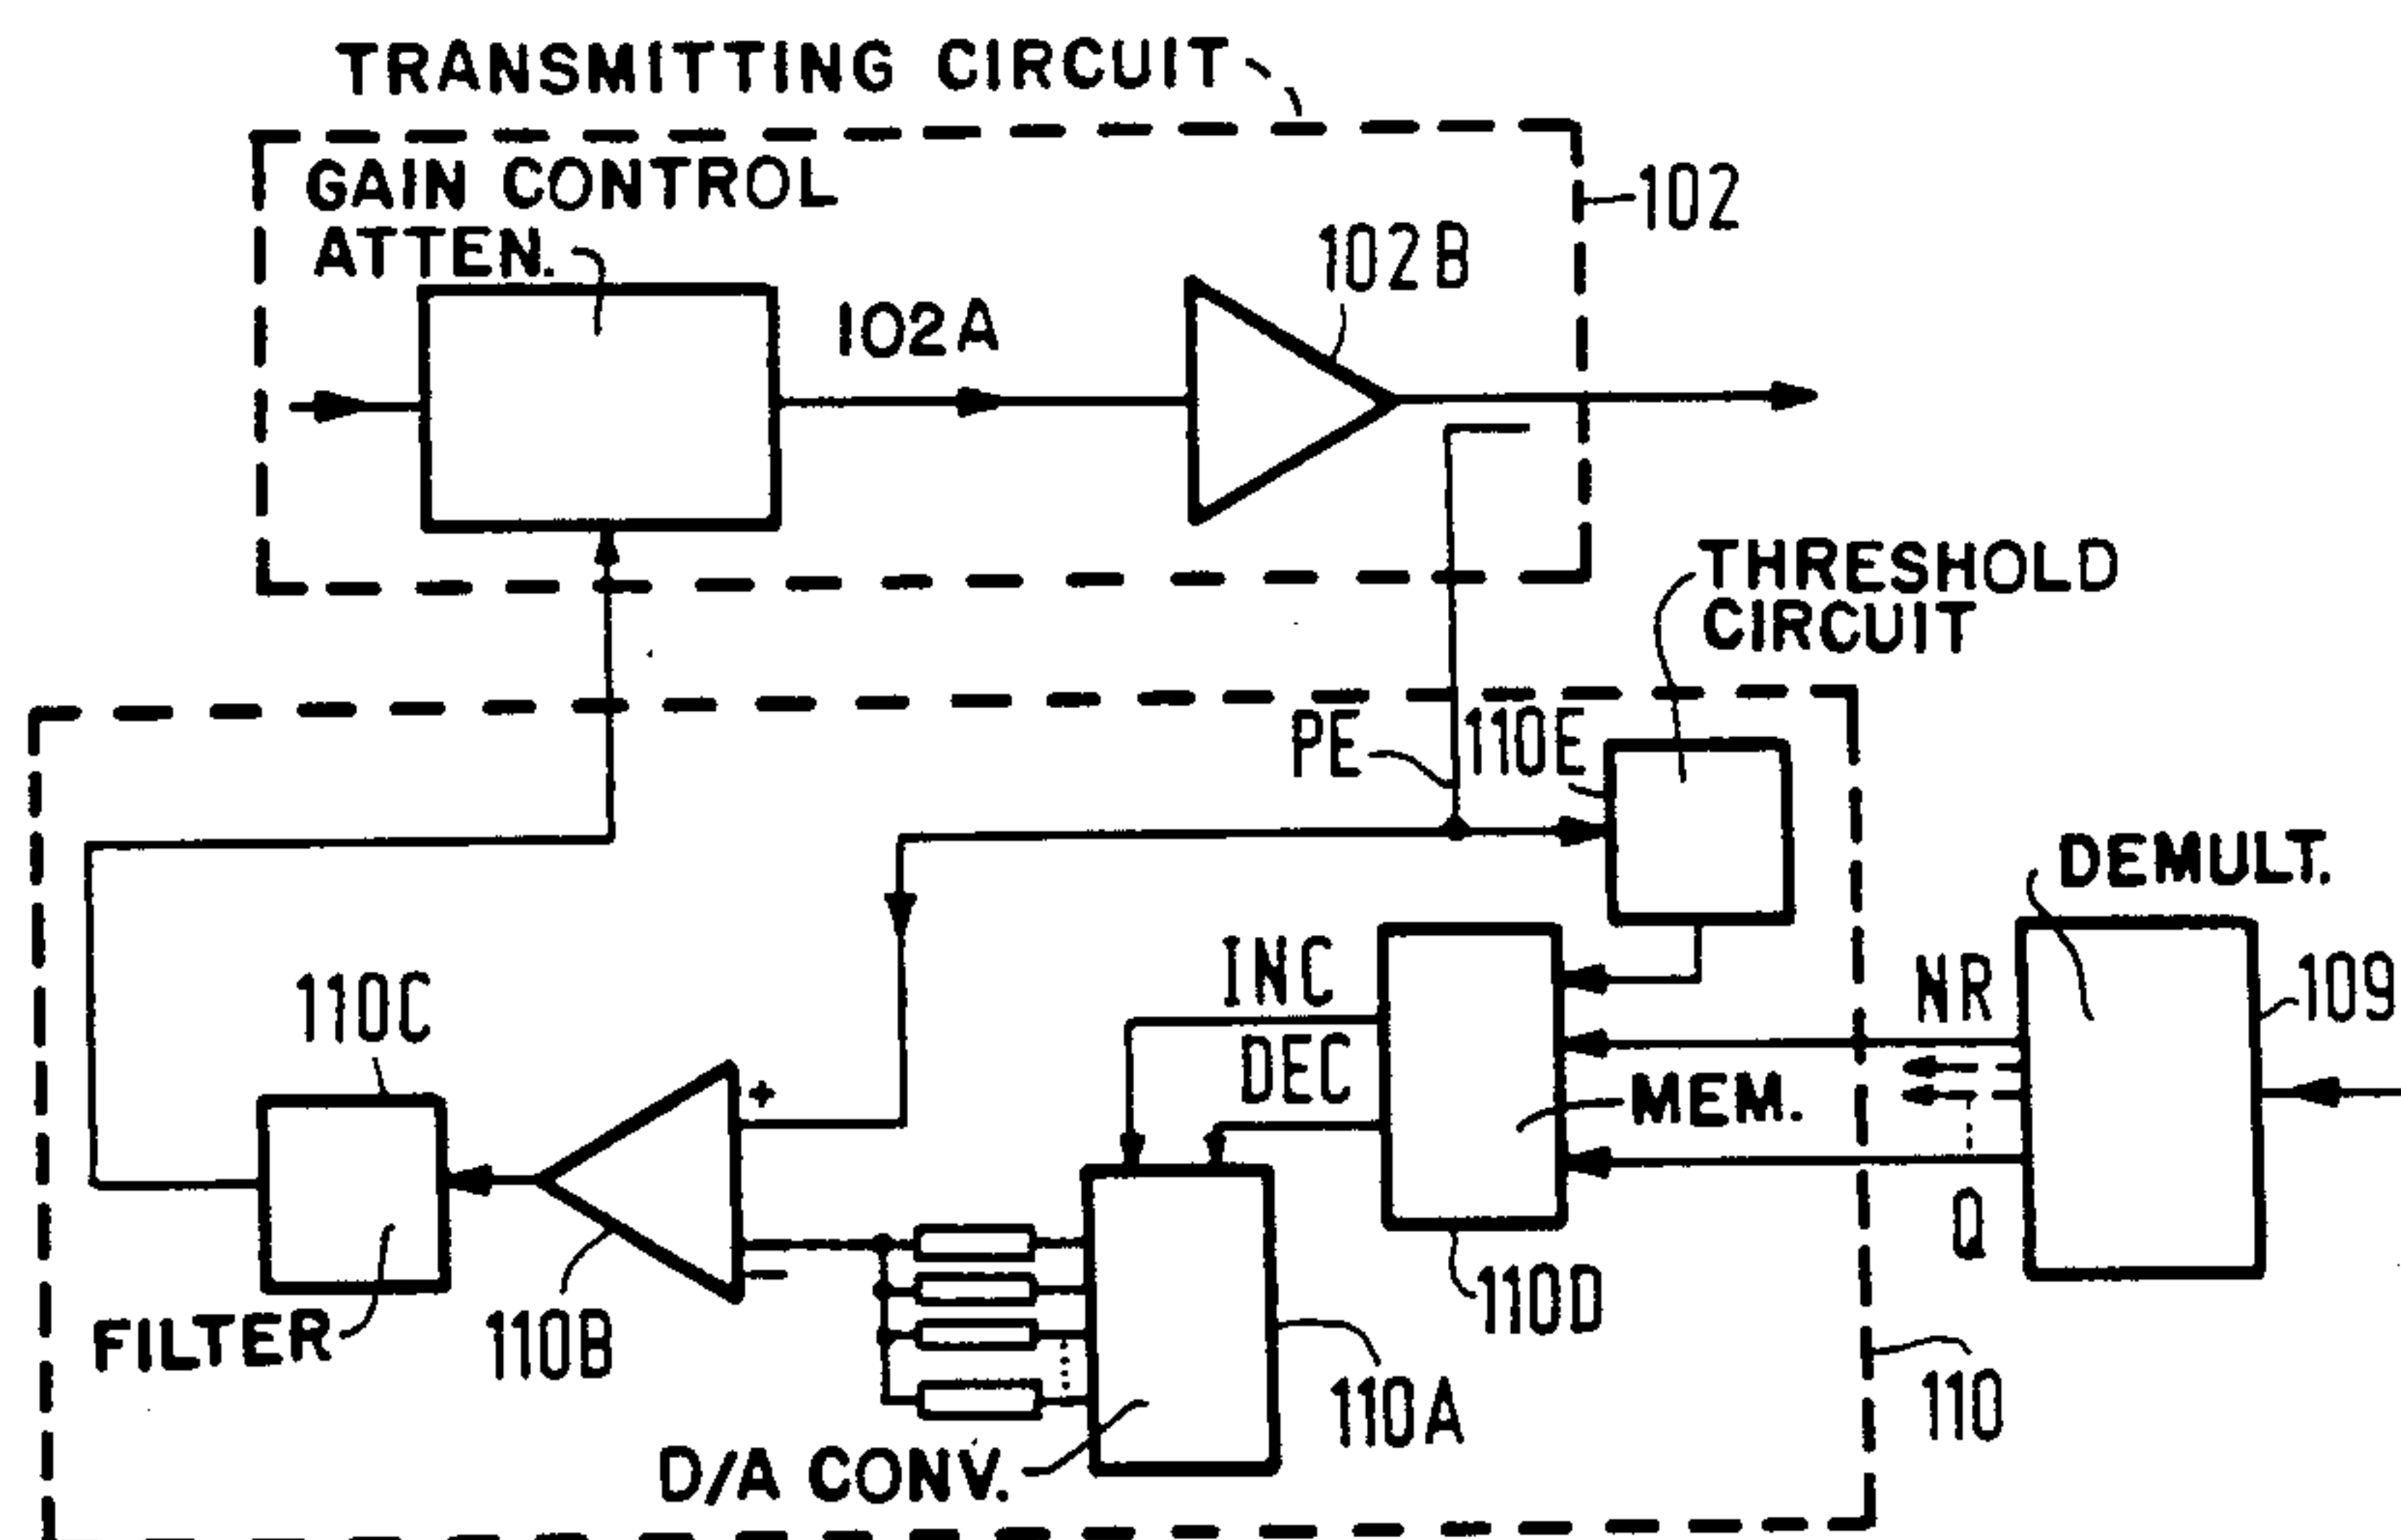 TRANSMITTING CIRCUIT
GAIN CONTROL
ATTEN.
102
102B
102A
THRESHOLD
CIRCUIT
PE
110E
DEMULT.
INC
NR
109
110C
DEC
MEM.
+
Q
110D
FILTER
110B
110A
110
D/A CONV.